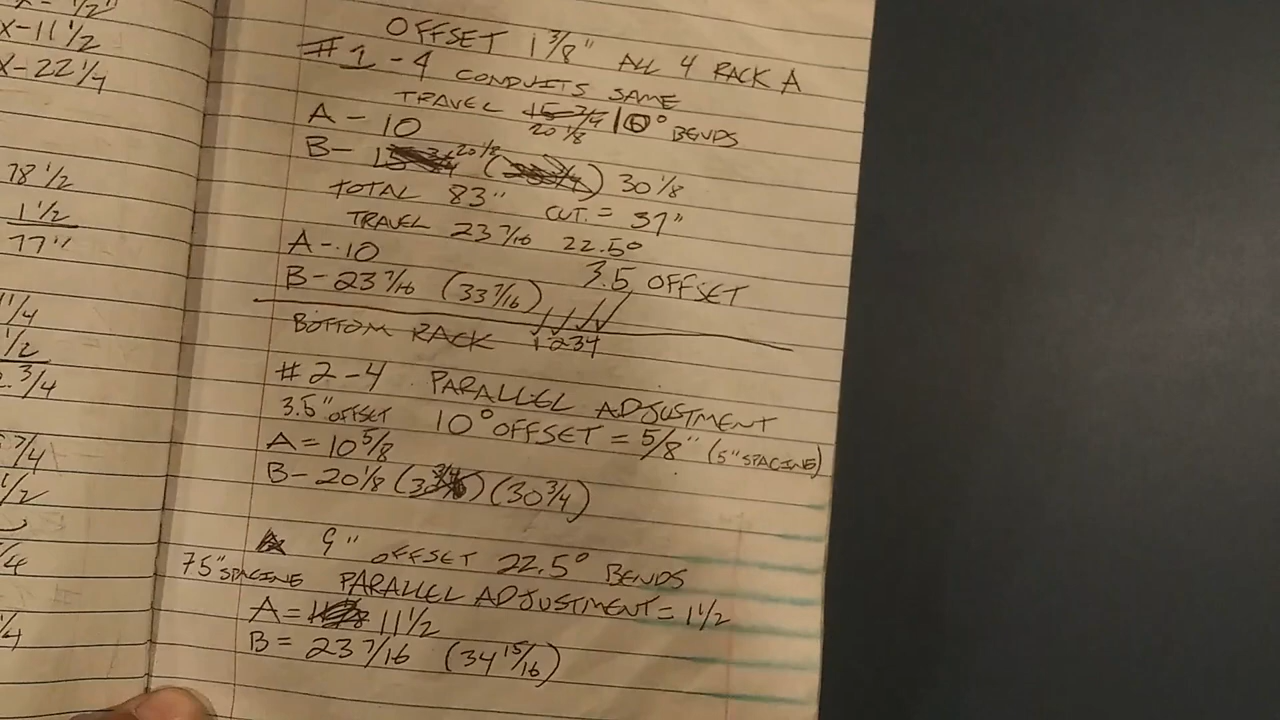 X-11 1/2
X-22 1/4
78 1/2
1 1/2
77"
OFFSET 1 3/8" ALL 4 RACK A
#1-4 CONDUITS SAME
TRAVEL 15 3/4 10° BENDS
20 1/8
A-10
B- 20 1/8 30 1/8
TOTAL 83" CUT. = 37"
TRAVEL 23 7/16 22.5°
A-10
3.5 OFFSET
B-23 7/16 (33 7/16)
BOTTOM RACK 1234
#2-4 PARALLEL ADJUSTMENT
3.5" OFFSET 10° OFFSET = 5/8" (5" SPACING)
A=10 5/8
B-20 1/8 (30 3/4)
9" OFFSET 22.5° BENDS
7.5" SPACING PARALLEL ADJUSTMENT = 1 1/2
A= 11 1/2
B= 23 7/16 (34 15/16)